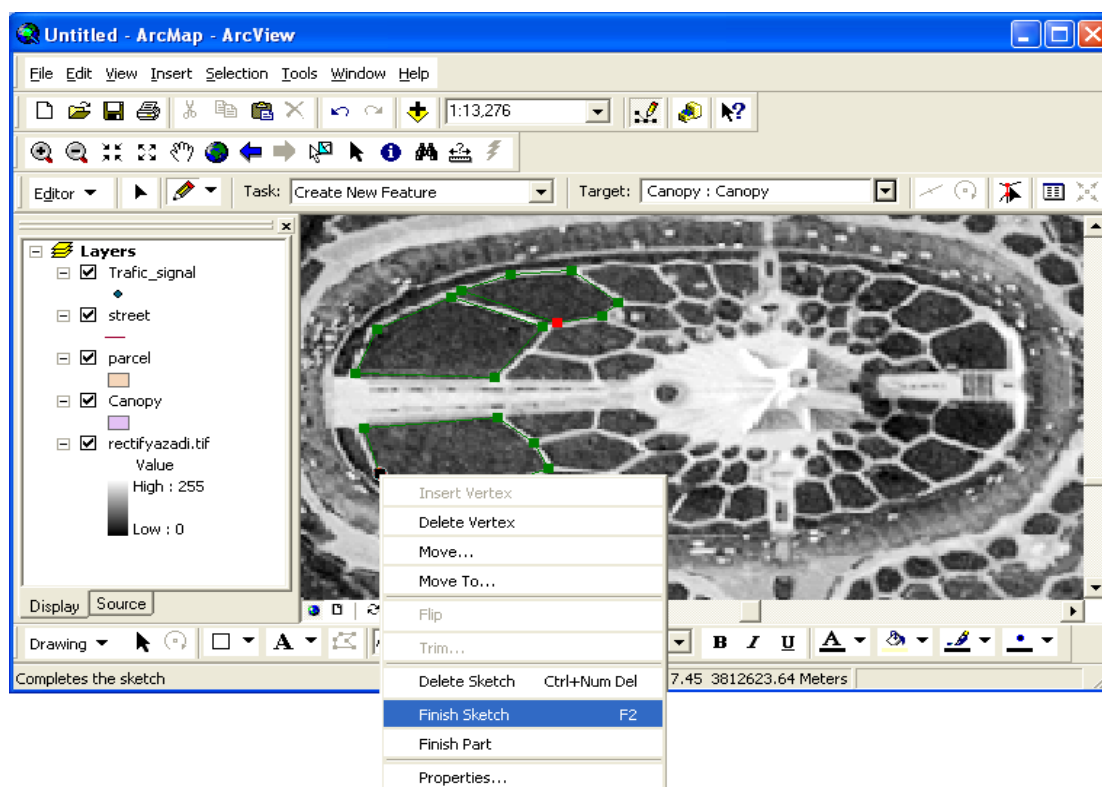 Untitled - ArcMap - ArcView
File Edit View Insert Selection Tools Window Help
1:13,276
Editor Task: Create New Feature Target: Canopy : Canopy
Layers
Trafic_signal
street
parcel
Canopy
rectifyazadi.tif
Value
High : 255
Low : 0
Display Source
Insert Vertex
Delete Vertex
Move...
Move To...
Flip
Trim...
Delete Sketch Ctrl+Num Del
Finish Sketch F2
Finish Part
Properties...
Drawing A B I U A
Completes the sketch 7.45 3812623.64 Meters